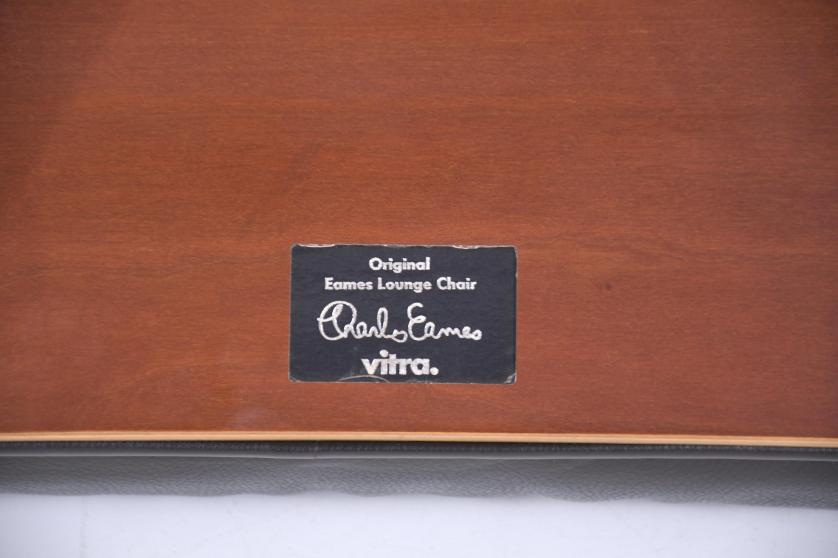 Original
Eames Lounge Chair
Charles Eames
vitra.